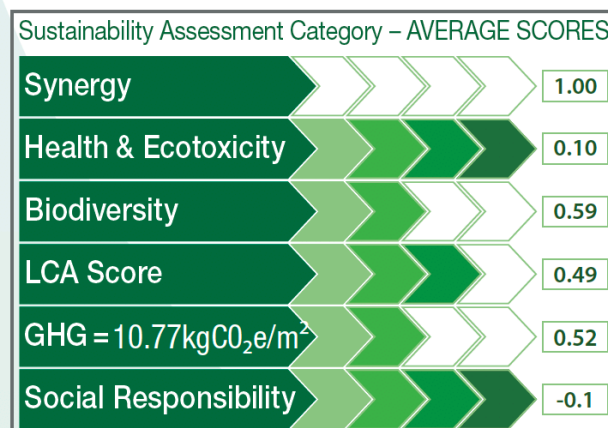 Sustainability Assessment Category – AVERAGE SCORES
Synergy 1.00
Health & Ecotoxicity 0.10
Biodiversity 0.59
LCA Score 0.49
GHG = 10.77kgC0₂e/m² 0.52
Social Responsibility -0.1